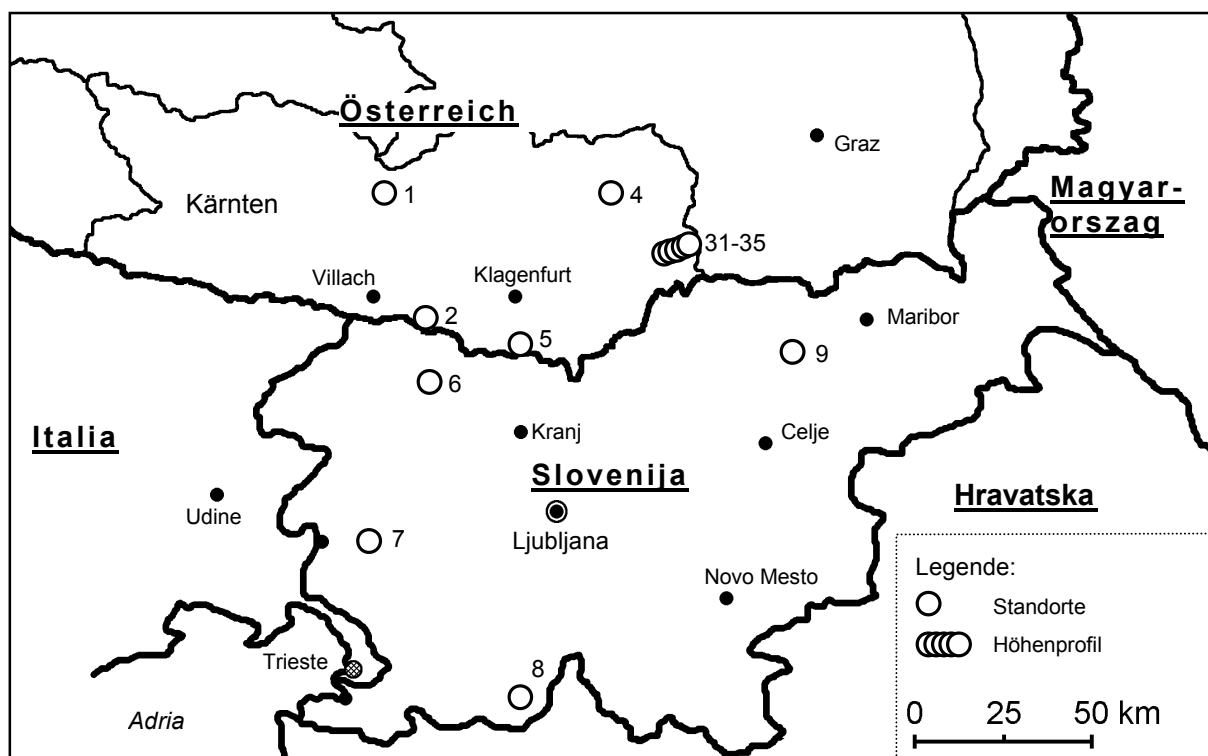 Österreich
Graz
Magyar-
orszag
Kärnten
1
4
31-35
Villach
Klagenfurt
2
5
Maribor
9
6
Italia
Kranj
Celje
Slovenija
Hravatska
Udine
Ljubljana
7
Novo Mesto
Trieste
8
Adria
Legende:
Standorte
Höhenprofil
0 25 50 km